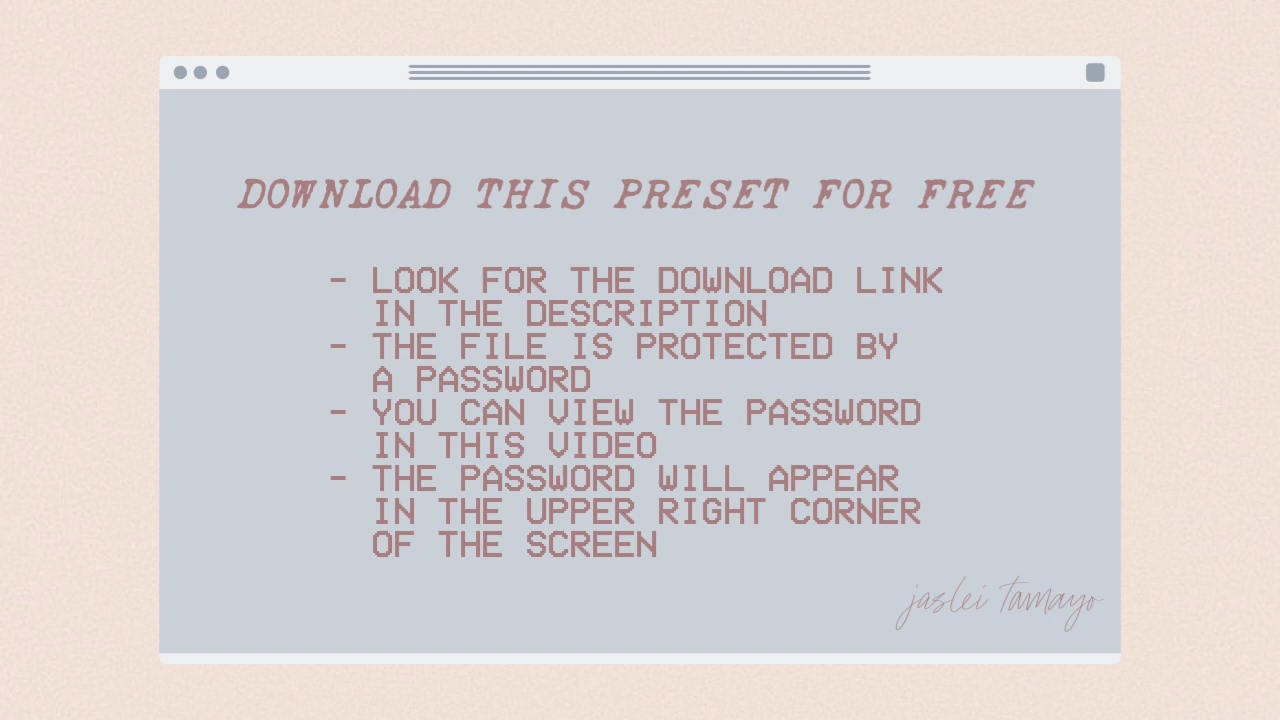 DOWNLOAD THIS PRESET FOR FREE
- LOOK FOR THE DOWNLOAD LINK
IN THE DESCRIPTION
- THE FILE IS PROTECTED BY
A PASSWORD
- YOU CAN VIEW THE PASSWORD
IN THIS VIDEO
- THE PASSWORD WILL APPEAR
IN THE UPPER RIGHT CORNER
OF THE SCREEN
jaslei tamayo